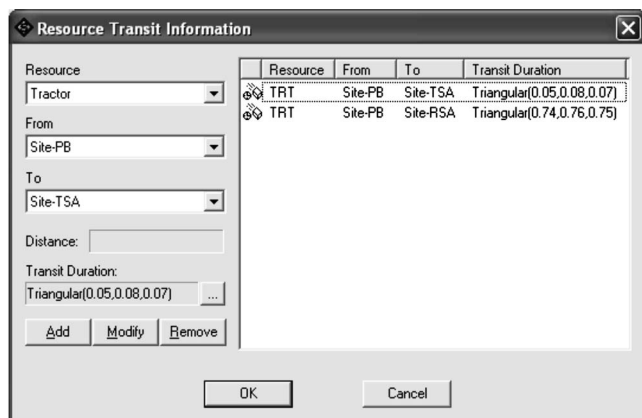 Resource Transit Information
Resource
Tractor
From
Site-PB
To
Site-TSA
Distance:
Transit Duration:
Triangular(0.05,0.08,0.07) ...
Add Modify Remove
Resource From To Transit Duration
TRT Site-PB Site-TSA Triangular(0.05,0.08,0.07)
TRT Site-PB Site-RSA Triangular(0.74,0.76,0.75)
OK Cancel